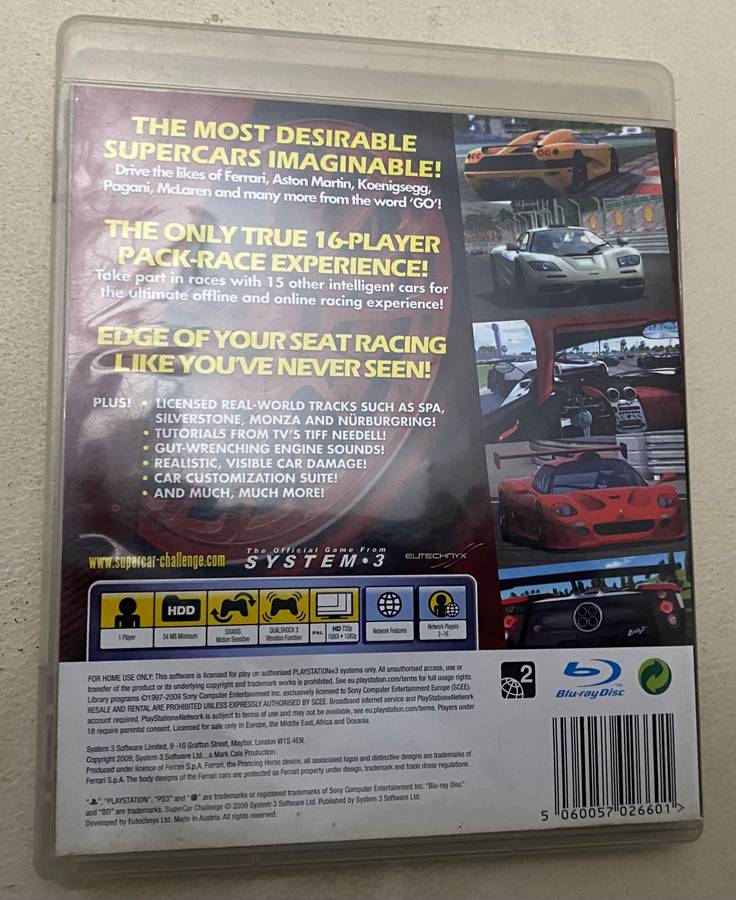 THE MOST DESIRABLE
SUPERCARS IMAGINABLE!
Drive the likes of Ferrari, Aston Martin, Koenigsegg,
Pagani, McLaren and many more from the word ‘GO’!
THE ONLY TRUE 16-PLAYER
PACK-RACE EXPERIENCE!
Take part in races with 15 other intelligent cars for
the ultimate offline and online racing experience!
EDGE OF YOUR SEAT RACING
LIKE YOU'VE NEVER SEEN!
PLUS! • LICENSED REAL-WORLD TRACKS SUCH AS SPA,
SILVERSTONE, MONZA AND NÜRBURGRING!
• TUTORIALS FROM TV'S TIFF NEEDELL!
• GUT-WRENCHING ENGINE SOUNDS!
• REALISTIC, VISIBLE CAR DAMAGE!
• CAR CUSTOMIZATION SUITE!
• AND MUCH, MUCH MORE!
www.supercar-challenge.com
The Official Game From
SYSTEM•3
EUTECHNYX
HDD
1 Player
54 MB Minimum
SIXAXIS
Motion Sensitive
DUALSHOCK 3
Vibration Function
PAL
HD 720p
1080i • 1080p
Network Features
Network Players
2-16
FOR HOME USE ONLY: This software is licensed for play on authorised PLAYSTATION®3 systems only. All unauthorised access, use or
transfer of the product or its underlying copyright and trademark works is prohibited. See eu.playstation.com/terms for full usage rights.
Library programs ©1997-2009 Sony Computer Entertainment Inc. exclusively licensed to Sony Computer Entertainment Europe (SCEE).
RESALE AND RENTAL ARE PROHIBITED UNLESS EXPRESSLY AUTHORISED BY SCEE. Broadband internet service and PlayStationNetwork
account required. PlayStationNetwork is subject to terms of use and may not be available, see eu.playstation.com/terms. Players under
18 require parental consent. Licensed for sale only in Europe, the Middle East, Africa and Oceania.
2
Blu-ray Disc
TM
System 3 Software Limited, 9 -10 Grafton Street, Mayfair, London W1S 4EN.
Copyright 2009, System 3 Software Ltd. , a Mark Cale Production.
Produced under licence of Ferrari S.p.A. Ferrari, the Prancing Horse device, all associated logos and distinctive designs are trademarks of
Ferrari S.p.A. The body designs of the Ferrari cars are protected as Ferrari property under design, trademark and trade dress regulations.
“ ”, “PLAYSTATION”, “PS3” and “ ” are trademarks or registered trademarks of Sony Computer Entertainment Inc. “Blu-ray Disc”
and “BD” are trademarks. SuperCar Challenge © 2009 System 3 Software Ltd. Published by System 3 Software Ltd.
Developed by Eutechnyx Ltd. Made in Austria. All rights reserved.
5 060057 026601 >